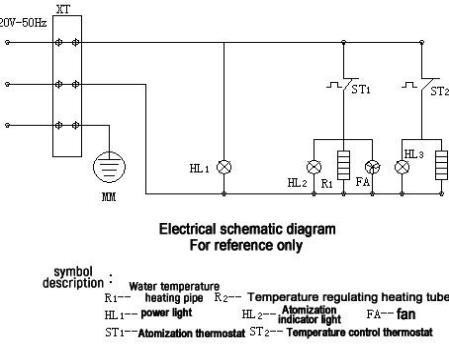 XT
20V-50Hz
ST1
ST2
HL1
HL2
R1
FA
HL3
MM
Electrical schematic diagram
For reference only
symbol
description :
R1-- Water temperature
heating pipe
R2-- Temperature regulating heating tube
HL1-- power light
HL2-- Atomization
indicator light
FA-- fan
ST1-- Atomization thermostat
ST2-- Temperature control thermostat